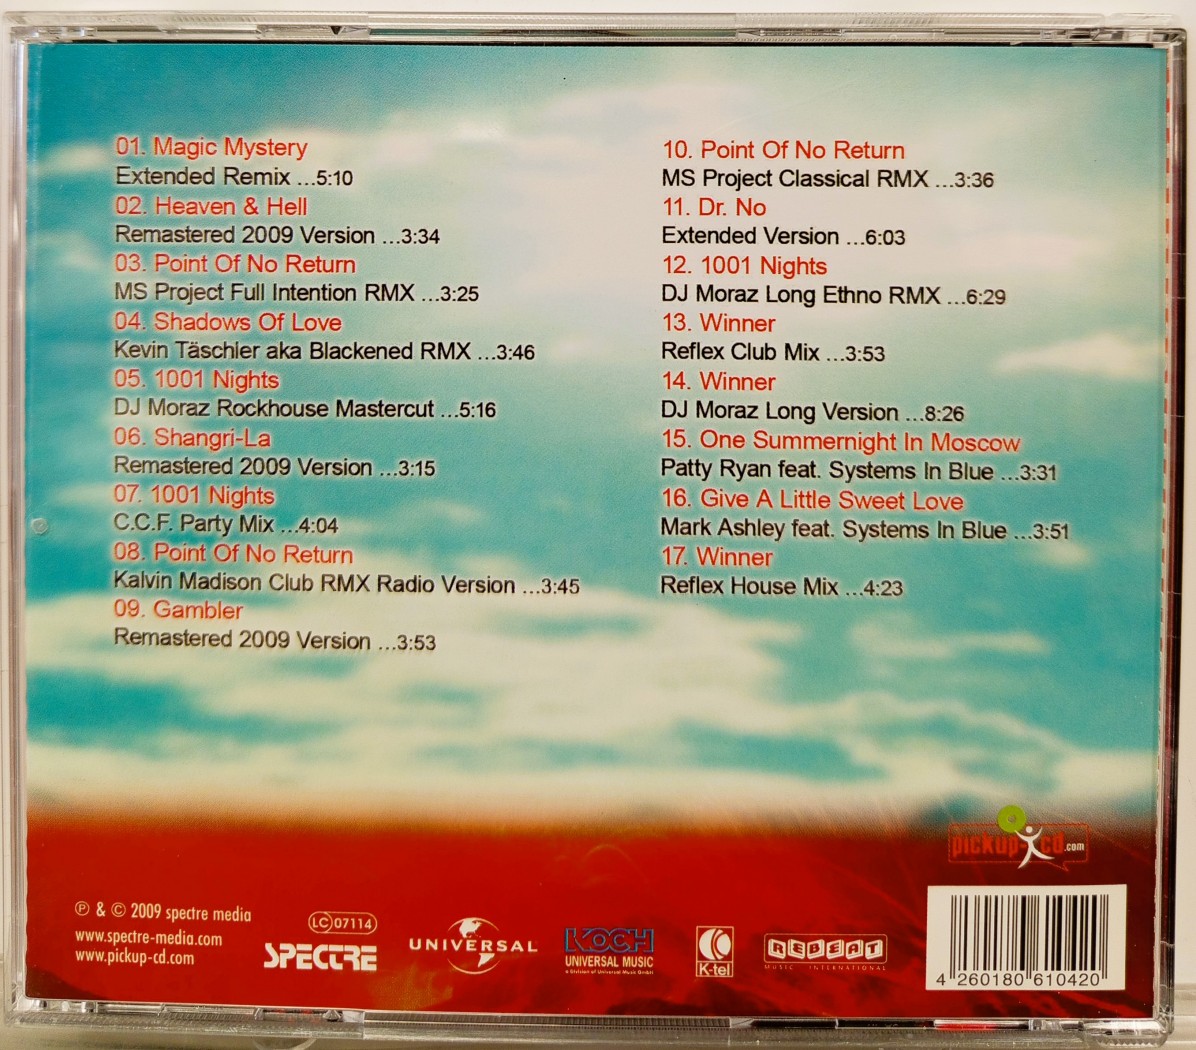 01. Magic Mystery
Extended Remix ...5:10
02. Heaven & Hell
Remastered 2009 Version ...3:34
03. Point Of No Return
MS Project Full Intention RMX ...3:25
04. Shadows Of Love
Kevin Täschler aka Blackened RMX ...3:46
05. 1001 Nights
DJ Moraz Rockhouse Mastercut ...5:16
06. Shangri-La
Remastered 2009 Version ...3:15
07. 1001 Nights
C.C.F. Party Mix ...4:04
08. Point Of No Return
Kalvin Madison Club RMX Radio Version ...3:45
09. Gambler
Remastered 2009 Version ...3:53
10. Point Of No Return
MS Project Classical RMX ...3:36
11. Dr. No
Extended Version ...6:03
12. 1001 Nights
DJ Moraz Long Ethno RMX ...6:29
13. Winner
Reflex Club Mix ...3:53
14. Winner
DJ Moraz Long Version ...8:26
15. One Summernight In Moscow
Patty Ryan feat. Systems In Blue ...3:31
16. Give A Little Sweet Love
Mark Ashley feat. Systems In Blue ...3:51
17. Winner
Reflex House Mix ...4:23
pickup-cd.com
℗ & © 2009 spectre media
www.spectre-media.com
www.pickup-cd.com
LC 07114
SPECTRE
UNIVERSAL
KOCH
UNIVERSAL MUSIC
a Division of Universal Music GmbH
K-tel
REBEAT
MUSIC INTERNATIONAL
4 260180 610420